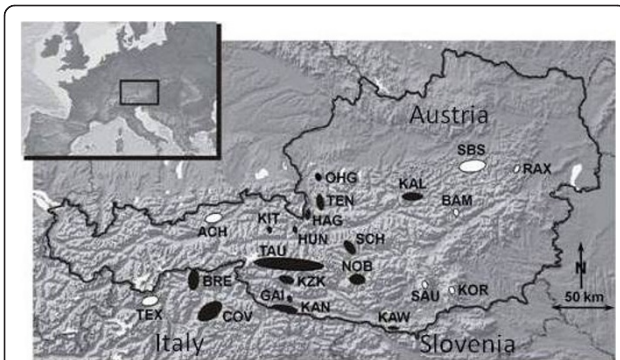 Austria
SBS
RAX
OHG
KAL
TEN
BAM
HAG
ACH
KIT
HUN
SCH
TAU
NOB
BRE
KZK
SAU
KOR
N
GAI
KAN
50 km
TEX
COV
KAW
Italy
Slovenia